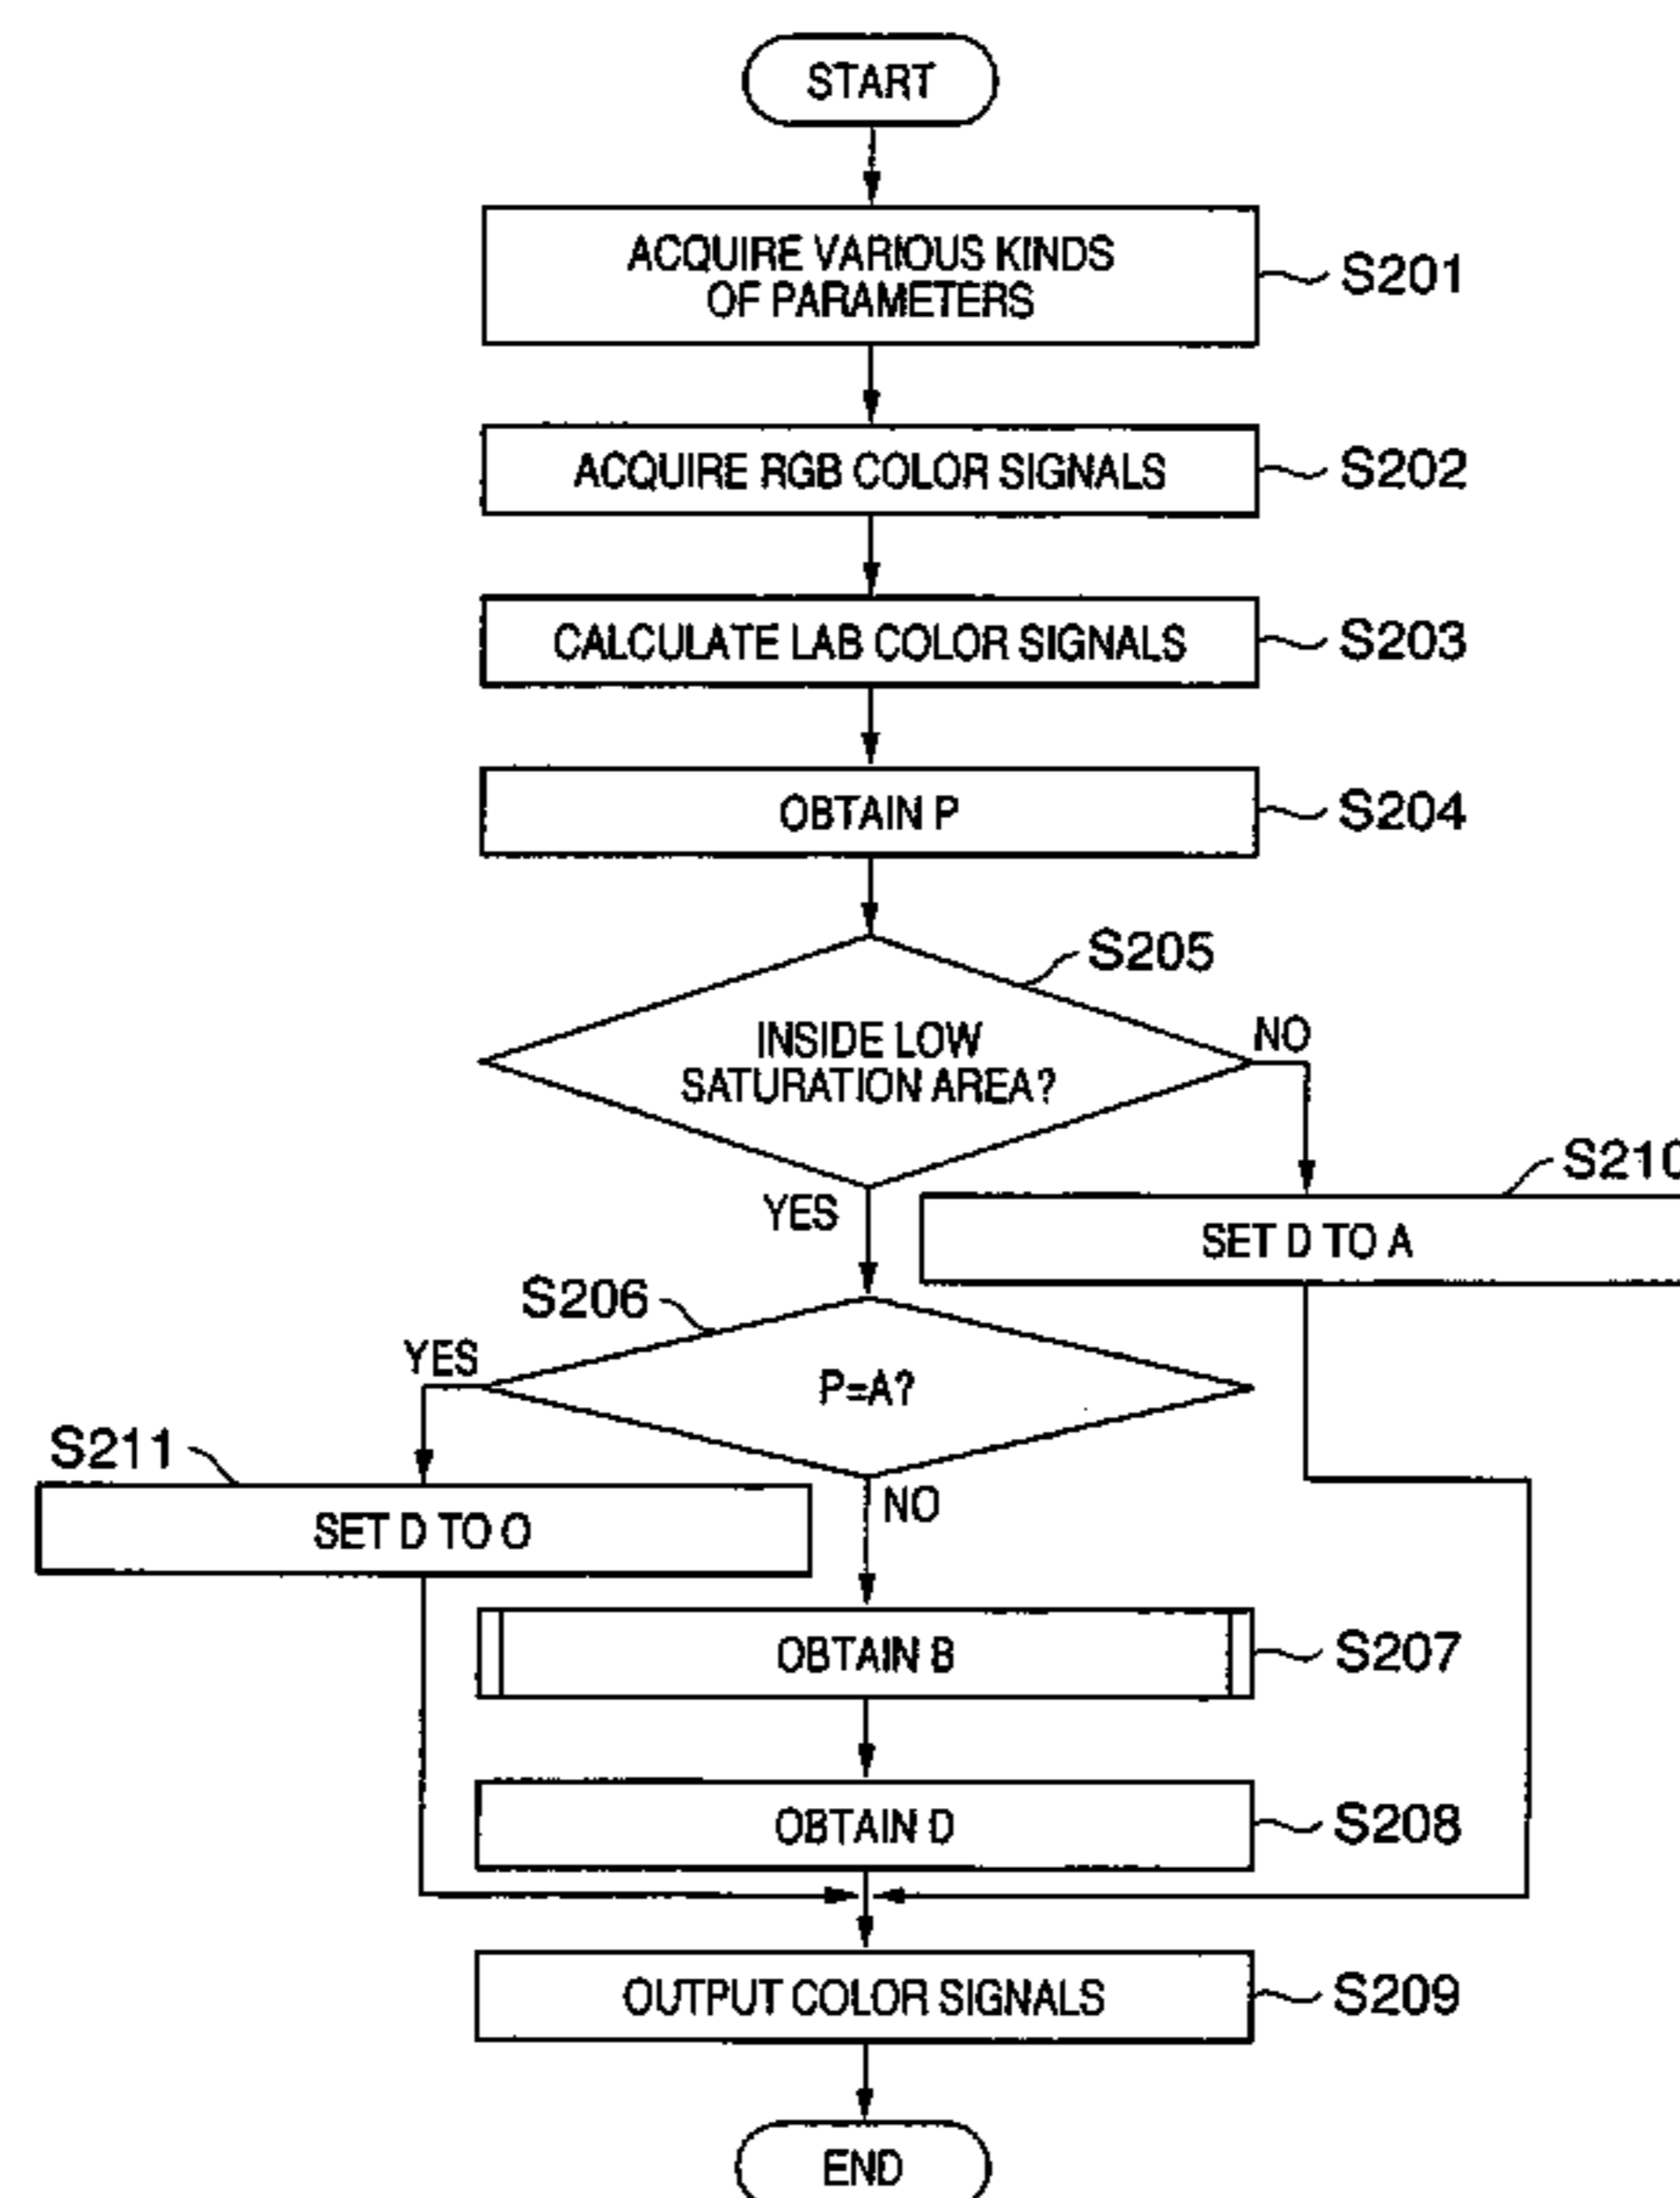 START
ACQUIRE VARIOUS KINDS
OF PARAMETERS
S201
ACQUIRE RGB COLOR SIGNALS
S202
CALCULATE LAB COLOR SIGNALS
S203
OBTAIN P
S204
S205
INSIDE LOW
SATURATION AREA?
NO
YES
S210
SET D TO A
S206
YES
P=A?
S211
NO
SET D TO O
OBTAIN B
S207
OBTAIN D
S208
OUTPUT COLOR SIGNALS
S209
END